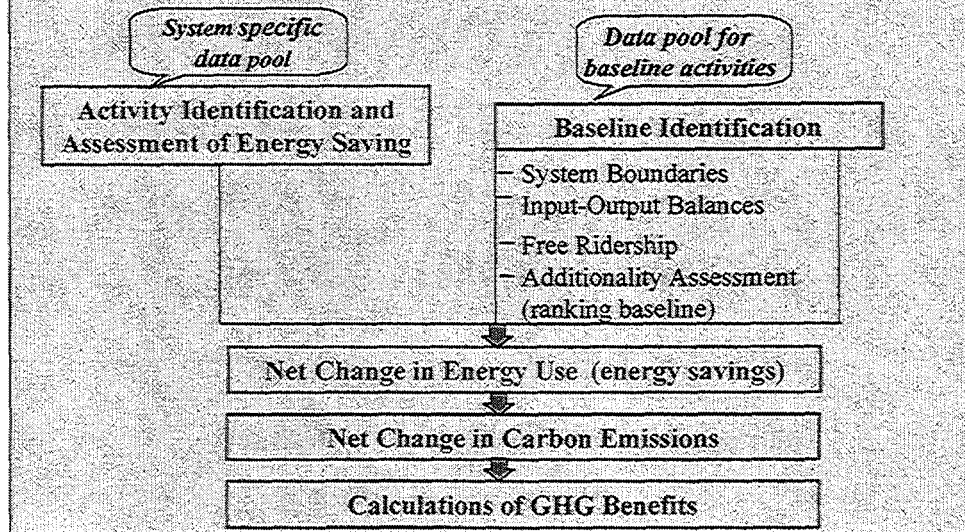 System specific
data pool
Data pool for
baseline activities
Activity Identification and
Assessment of Energy Saving
Baseline Identification
System Boundaries
Input-Output Balances
Free Ridership
Additionality Assessment
(ranking baseline)
Net Change in Energy Use (energy savings)
Net Change in Carbon Emissions
Calculations of GHG Benefits